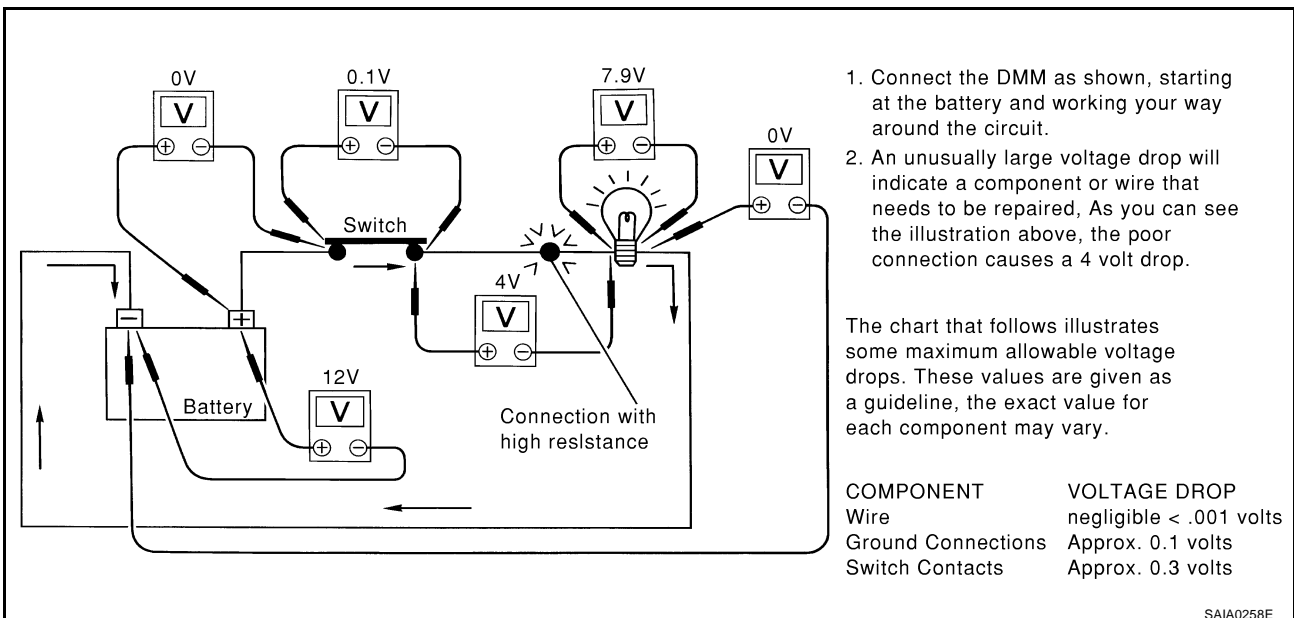 0V
0.1V
7.9V
0V
V
V
V
V
Switch
4V
V
12V
V
Battery
Connection with
high resIstance
1. Connect the DMM as shown, starting
at the battery and working your way
around the circuit.
2. An unusually large voltage drop will
indicate a component or wire that
needs to be repaired, As you can see
the illustration above, the poor
connection causes a 4 volt drop.
The chart that follows illustrates
some maximum allowable voltage
drops. These values are given as
a guideline, the exact value for
each component may vary.
COMPONENT VOLTAGE DROP
Wire negligible < .001 volts
Ground Connections Approx. 0.1 volts
Switch Contacts Approx. 0.3 volts
SAIA0258E